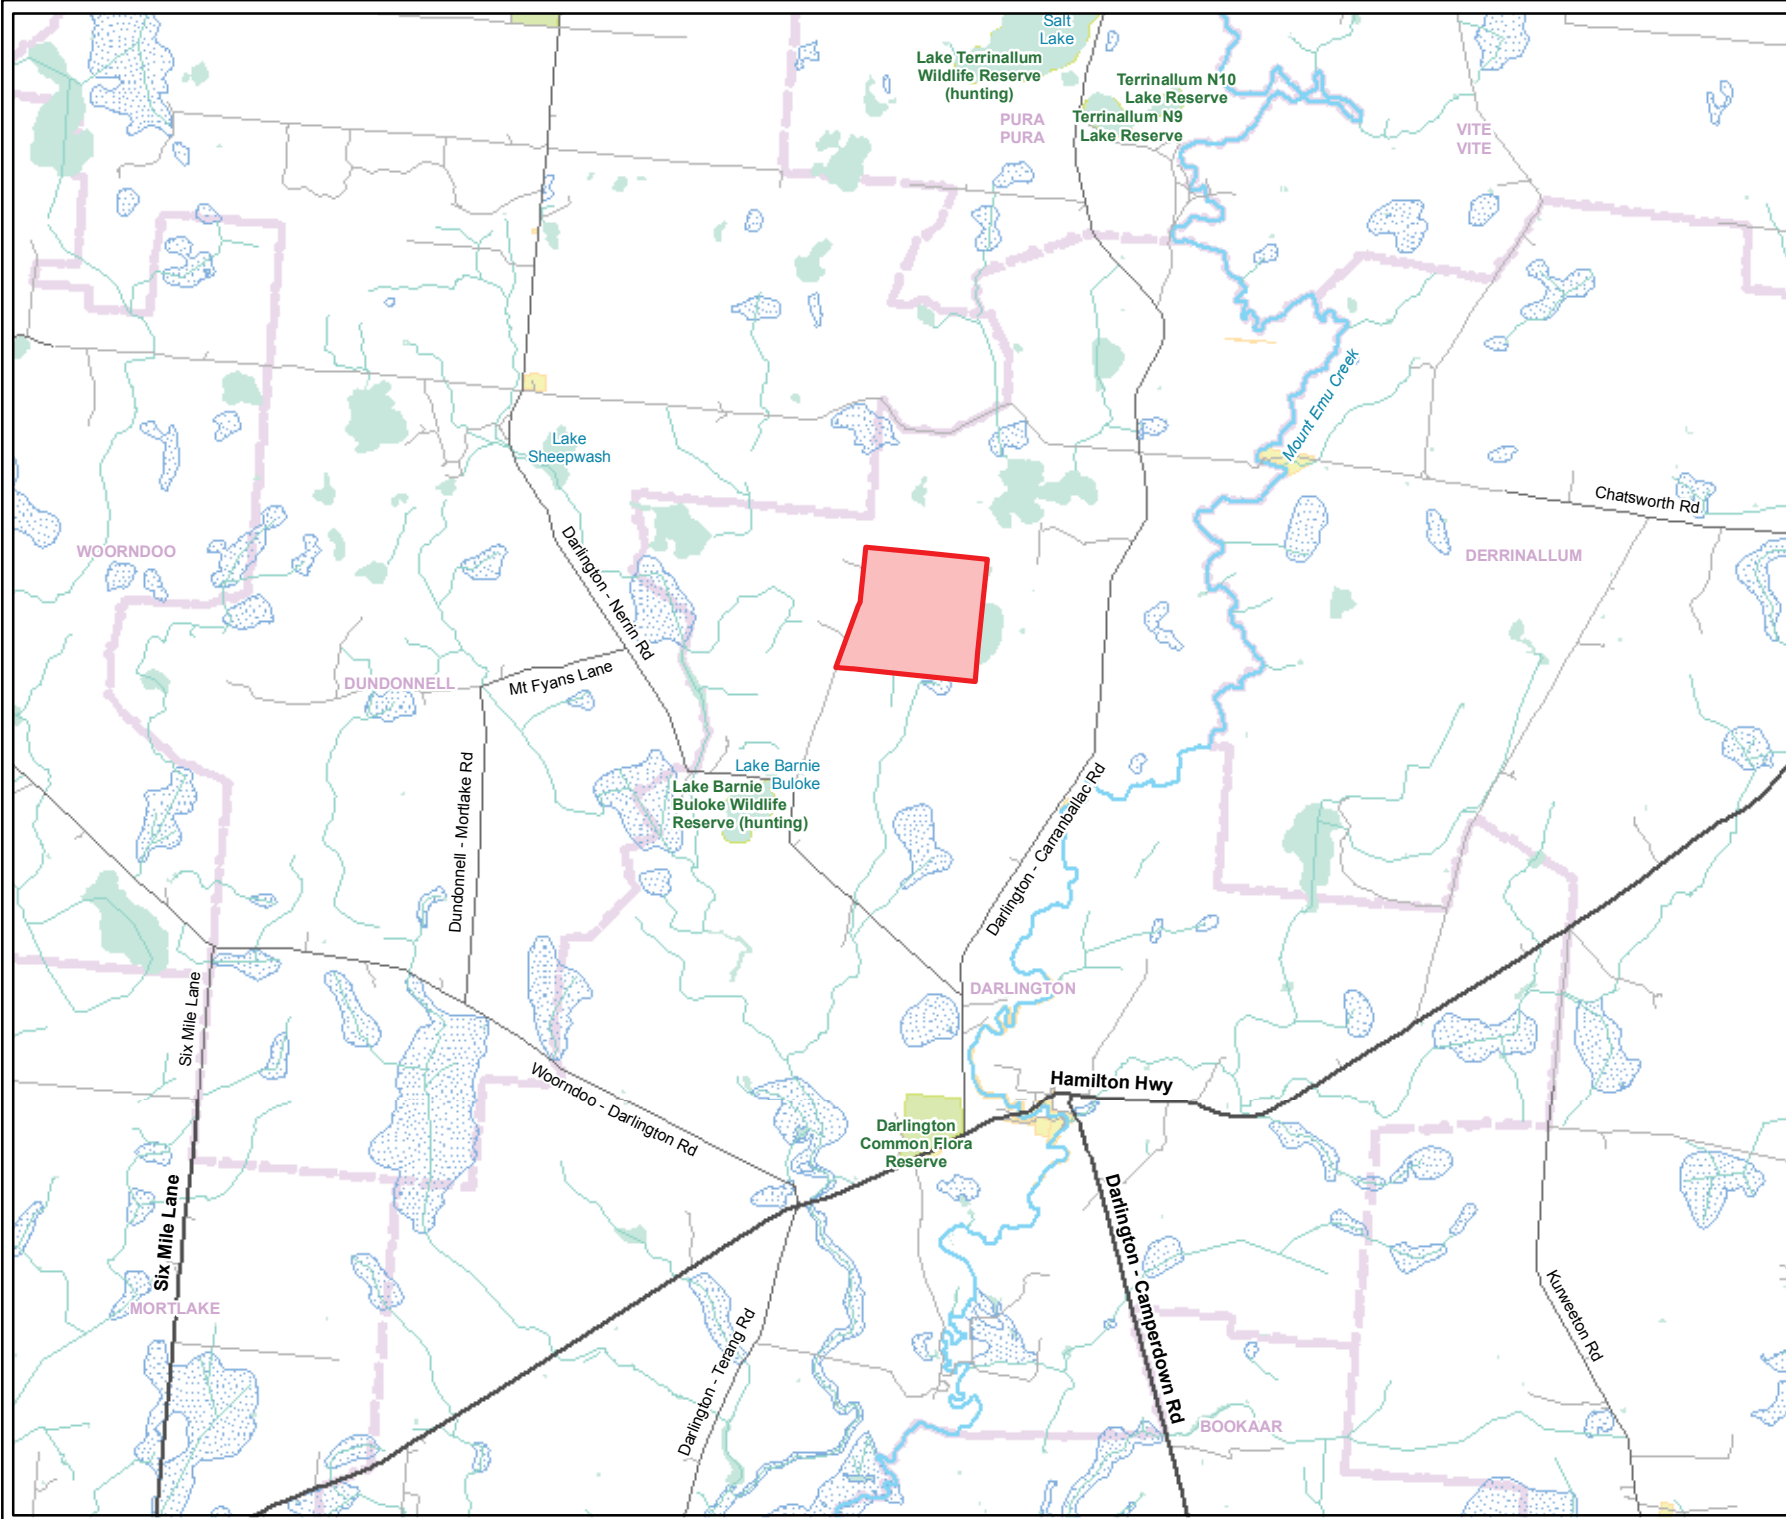 Salt
Lake
Lake Terrinallum
Wildlife Reserve
(hunting)
Terrinallum N10
Lake Reserve
Terrinallum N9
Lake Reserve
PURA
PURA
VITE
VITE
Mount Emu Creek
Lake
Sheepwash
Chatsworth Rd
WOORNDOO
DERRINALLUM
Darlington - Nerrin Rd
Mt Fyans Lane
DUNDONNELL
Dundonnell - Mortlake Rd
Lake Barnie
Buloke
Lake Barnie
Buloke Wildlife
Reserve (hunting)
Darlington - Carranballac Rd
DARLINGTON
Six Mile Lane
Woorndoo - Darlington Rd
Hamilton Hwy
Darlington
Common Flora
Reserve
Six Mile Lane
Darlington - Camperdown Rd
MORTLAKE
Darlington - Terang Rd
Kurweeton Rd
BOOKAAR